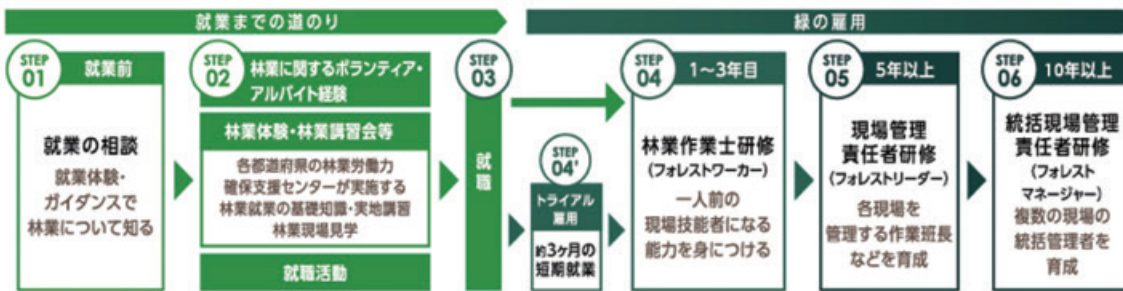 就業までの道のり
緑の雇用
STEP
01
就業前
就業の相談
就業体験・
ガイダンスで
林業について知る
STEP
02
林業に関するボランティア・
アルバイト経験
林業体験・林業講習会等
各都道府県の林業労働力
確保支援センターが実施する
林業就業の基礎知識・実地講習
林業現場見学
就職活動
STEP
03
就職
STEP
04'
トライアル
雇用
約3ヶ月の
短期就業
STEP
04
1〜3年目
林業作業士研修
(フォレストワーカー)
一人前の
現場技能者になる
能力を身につける
STEP
05
5年以上
現場管理
責任者研修
(フォレストリーダー)
各現場を
管理する作業班長
などを育成
STEP
06
10年以上
統括現場管理
責任者研修
(フォレスト
マネージャー)
複数の現場の
統括管理者を
育成